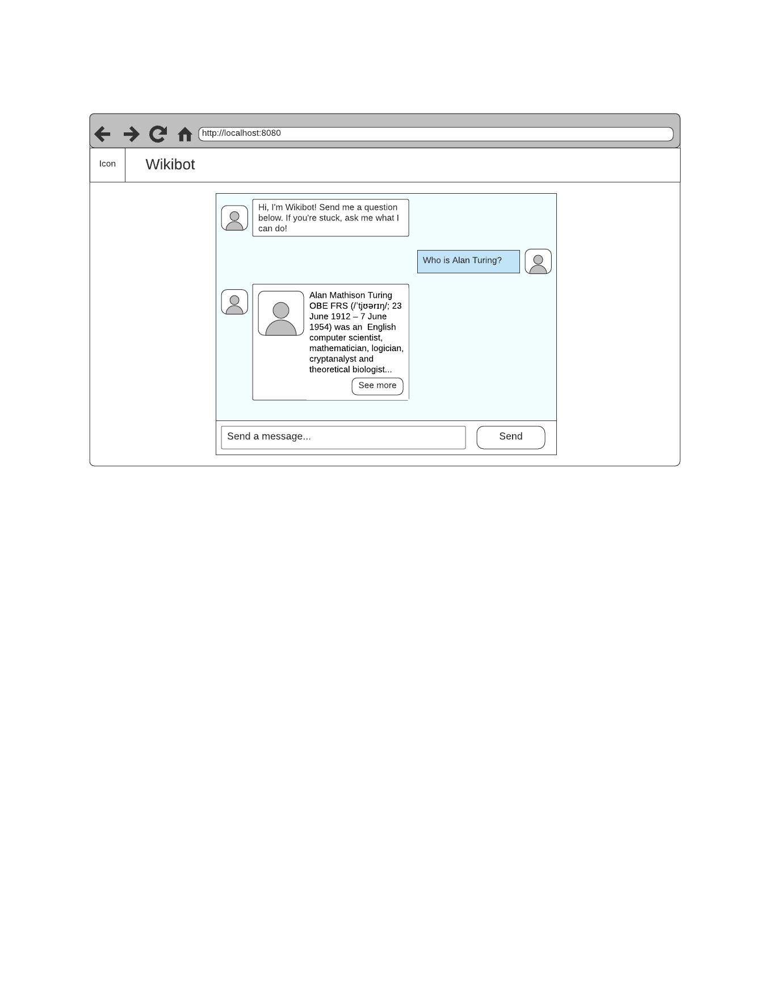 http://localhost:8080
Icon
Wikibot
Hi, I'm Wikibot! Send me a question
below. If you're stuck, ask me what I
can do!
Who is Alan Turing?
Alan Mathison Turing
OBE FRS (/ˈtjʊərɪŋ/; 23
June 1912 – 7 June
1954) was an  English
computer scientist,
mathematician, logician,
cryptanalyst and
theoretical biologist...
See more
Send a message...
Send